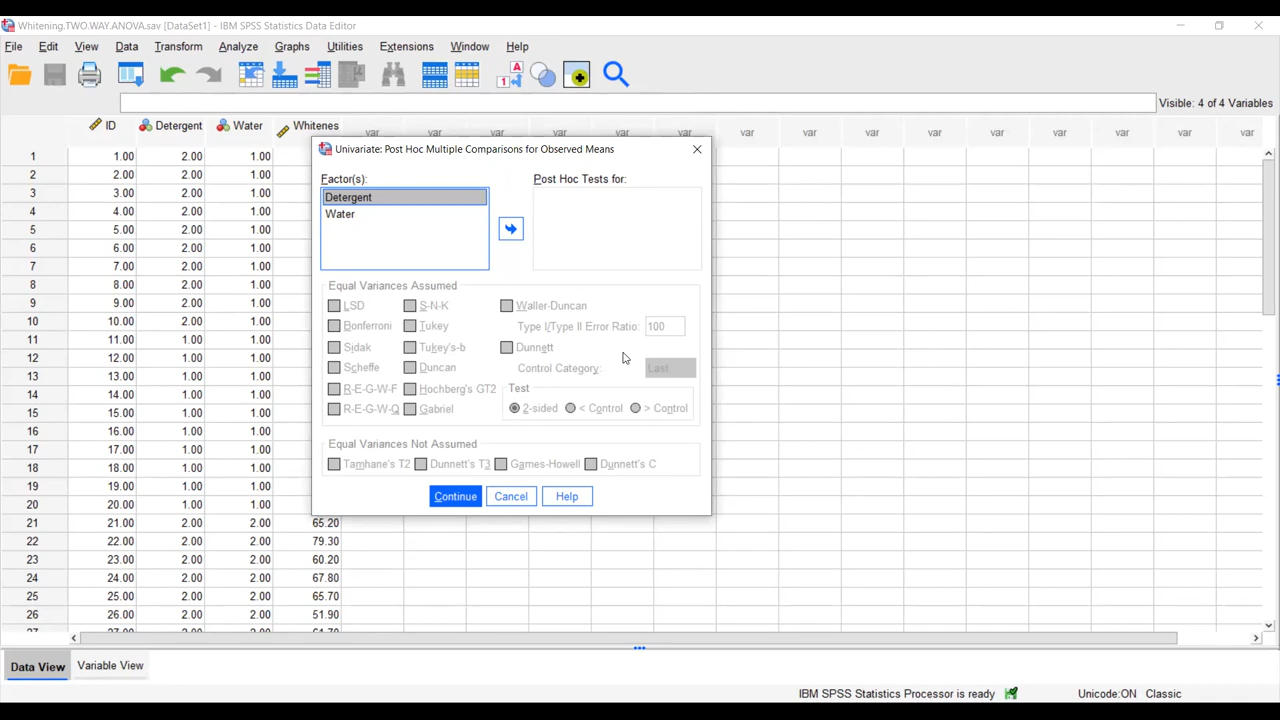 Whitening.TWO.WAY.ANOVA.sav [DataSet1] - IBM SPSS Statistics Data Editor
File Edit View Data Transform Analyze Graphs Utilities Extensions Window Help
Visible: 4 of 4 Variables
ID Detergent Water Whitenes var var var var var var var var var var var var var var var
1 1.00 2.00 1.00
2 2.00 2.00 1.00
3 3.00 2.00 1.00
4 4.00 2.00 1.00
5 5.00 2.00 1.00
6 6.00 2.00 1.00
7 7.00 2.00 1.00
8 8.00 2.00 1.00
9 9.00 2.00 1.00
10 10.00 2.00 1.00
11 11.00 1.00 1.00
12 12.00 1.00 1.00
13 13.00 1.00 1.00
14 14.00 1.00 1.00
15 15.00 1.00 1.00
16 16.00 1.00 1.00
17 17.00 1.00 1.00
18 18.00 1.00 1.00
19 19.00 1.00 1.00
20 20.00 1.00 1.00
21 21.00 2.00 2.00 65.20
22 22.00 2.00 2.00 79.30
23 23.00 2.00 2.00 60.20
24 24.00 2.00 2.00 67.80
25 25.00 2.00 2.00 65.70
26 26.00 2.00 2.00 51.90
Univariate: Post Hoc Multiple Comparisons for Observed Means
Factor(s): Post Hoc Tests for:
Detergent
Water
Equal Variances Assumed
LSD S-N-K Waller-Duncan
Bonferroni Tukey Type I/Type II Error Ratio: 100
Sidak Tukey's-b Dunnett
Scheffe Duncan Control Category: Last
R-E-G-W-F Hochberg's GT2 Test
R-E-G-W-Q Gabriel 2-sided < Control > Control
Equal Variances Not Assumed
Tamhane's T2 Dunnett's T3 Games-Howell Dunnett's C
Continue Cancel Help
Data View Variable View
IBM SPSS Statistics Processor is ready Unicode:ON Classic